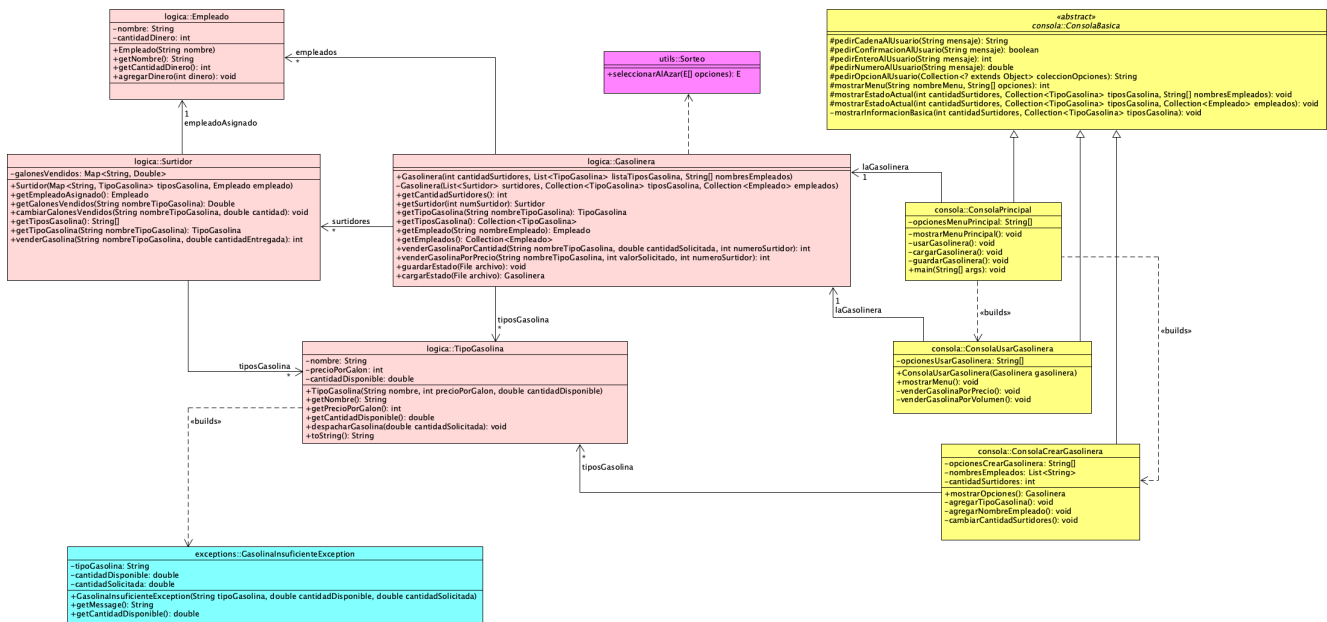 logica::Empleado
-nombre: String
-cantidadDinero: int
+Empleado(String nombre)
+getNombre(): String
+getCantidadDinero(): int
+agregarDinero(int dinero): void
empleados
*
1
empleadoAsignado
utils::Sorteo
+seleccionarAlAzar(E[] opciones): E
«abstract»
consola::ConsolaBasica
#pedirCadenaAlUsuario(String mensaje): String
#pedirConfirmacionAlUsuario(String mensaje): boolean
#pedirEnteroAlUsuario(String mensaje): int
#pedirNumeroAlUsuario(String mensaje): double
#pedirOpcionAlUsuario(Collection<? extends Object> coleccionOpciones): String
#mostrarMenu(String nombreMenu, String[] opciones): int
#mostrarEstadoActual(int cantidadSurtidores, Collection<TipoGasolina> tiposGasolina, String[] nombresEmpleados): void
#mostrarEstadoActual(int cantidadSurtidores, Collection<TipoGasolina> tiposGasolina, Collection<Empleado> empleados): void
-mostrarInformacionBasica(int cantidadSurtidores, Collection<TipoGasolina> tiposGasolina): void
logica::Surtidor
-galonesVendidos: Map<String, Double>
+Surtidor(Map<String, TipoGasolina> tiposGasolina, Empleado empleado)
+getEmpleadoAsignado(): Empleado
+getGalonesVendidos(String nombreTipoGasolina): Double
+cambiarGalonesVendidos(String nombreTipoGasolina, double cantidad): void
+getTiposGasolina(): String[]
+getTipoGasolina(String nombreTipoGasolina): TipoGasolina
+venderGasolina(String nombreTipoGasolina, double cantidadEntregada): int
surtidores
*
logica::Gasolinera
+Gasolinera(int cantidadSurtidores, List<TipoGasolina> listaTiposGasolina, String[] nombresEmpleados)
-Gasolinera(List<Surtidor> surtidores, Collection<TipoGasolina> tiposGasolina, Collection<Empleado> empleados)
+getCantidadSurtidores(): int
+getSurtidor(int numSurtidor): Surtidor
+getTipoGasolina(String nombreTipoGasolina): TipoGasolina
+getTiposGasolina(): Collection<TipoGasolina>
+getEmpleado(String nombreEmpleado): Empleado
+getEmpleados(): Collection<Empleado>
+venderGasolinaPorCantidad(String nombreTipoGasolina, double cantidadSolicitada, int numeroSurtidor): int
+venderGasolinaPorPrecio(String nombreTipoGasolina, int valorSolicitado, int numeroSurtidor): int
+guardarEstado(File archivo): void
+cargarEstado(File archivo): Gasolinera
laGasolinera
1
consola::ConsolaPrincipal
-opcionesMenuPrincipal: String[]
-mostrarMenuPrincipal(): void
-usarGasolinera(): void
-cargarGasolinera(): void
-guardarGasolinera(): void
+main(String[] args): void
1
laGasolinera
«builds»
«builds»
tiposGasolina
*
tiposGasolina
*
logica::TipoGasolina
-nombre: String
-precioPorGalon: int
-cantidadDisponible: double
+TipoGasolina(String nombre, int precioPorGalon, double cantidadDisponible)
+getNombre(): String
+getPrecioPorGalon(): int
+getCantidadDisponible(): double
+despacharGasolina(double cantidadSolicitada): void
+toString(): String
consola::ConsolaUsarGasolinera
-opcionesUsarGasolinera: String[]
+ConsolaUsarGasolinera(Gasolinera gasolinera)
+mostrarMenu(): void
-venderGasolinaPorPrecio(): void
-venderGasolinaPorVolumen(): void
«builds»
*
tiposGasolina
consola::ConsolaCrearGasolinera
-opcionesCrearGasolinera: String[]
-nombresEmpleados: List<String>
-cantidadSurtidores: int
+mostrarOpciones(): Gasolinera
-agregarTipoGasolina(): void
-agregarNombreEmpleado(): void
-cambiarCantidadSurtidores(): void
exceptions::GasolinaInsuficienteException
-tipoGasolina: String
-cantidadDisponible: double
-cantidadSolicitada: double
+GasolinaInsuficienteException(String tipoGasolina, double cantidadDisponible, double cantidadSolicitada)
+getMessage(): String
+getCantidadDisponible(): double